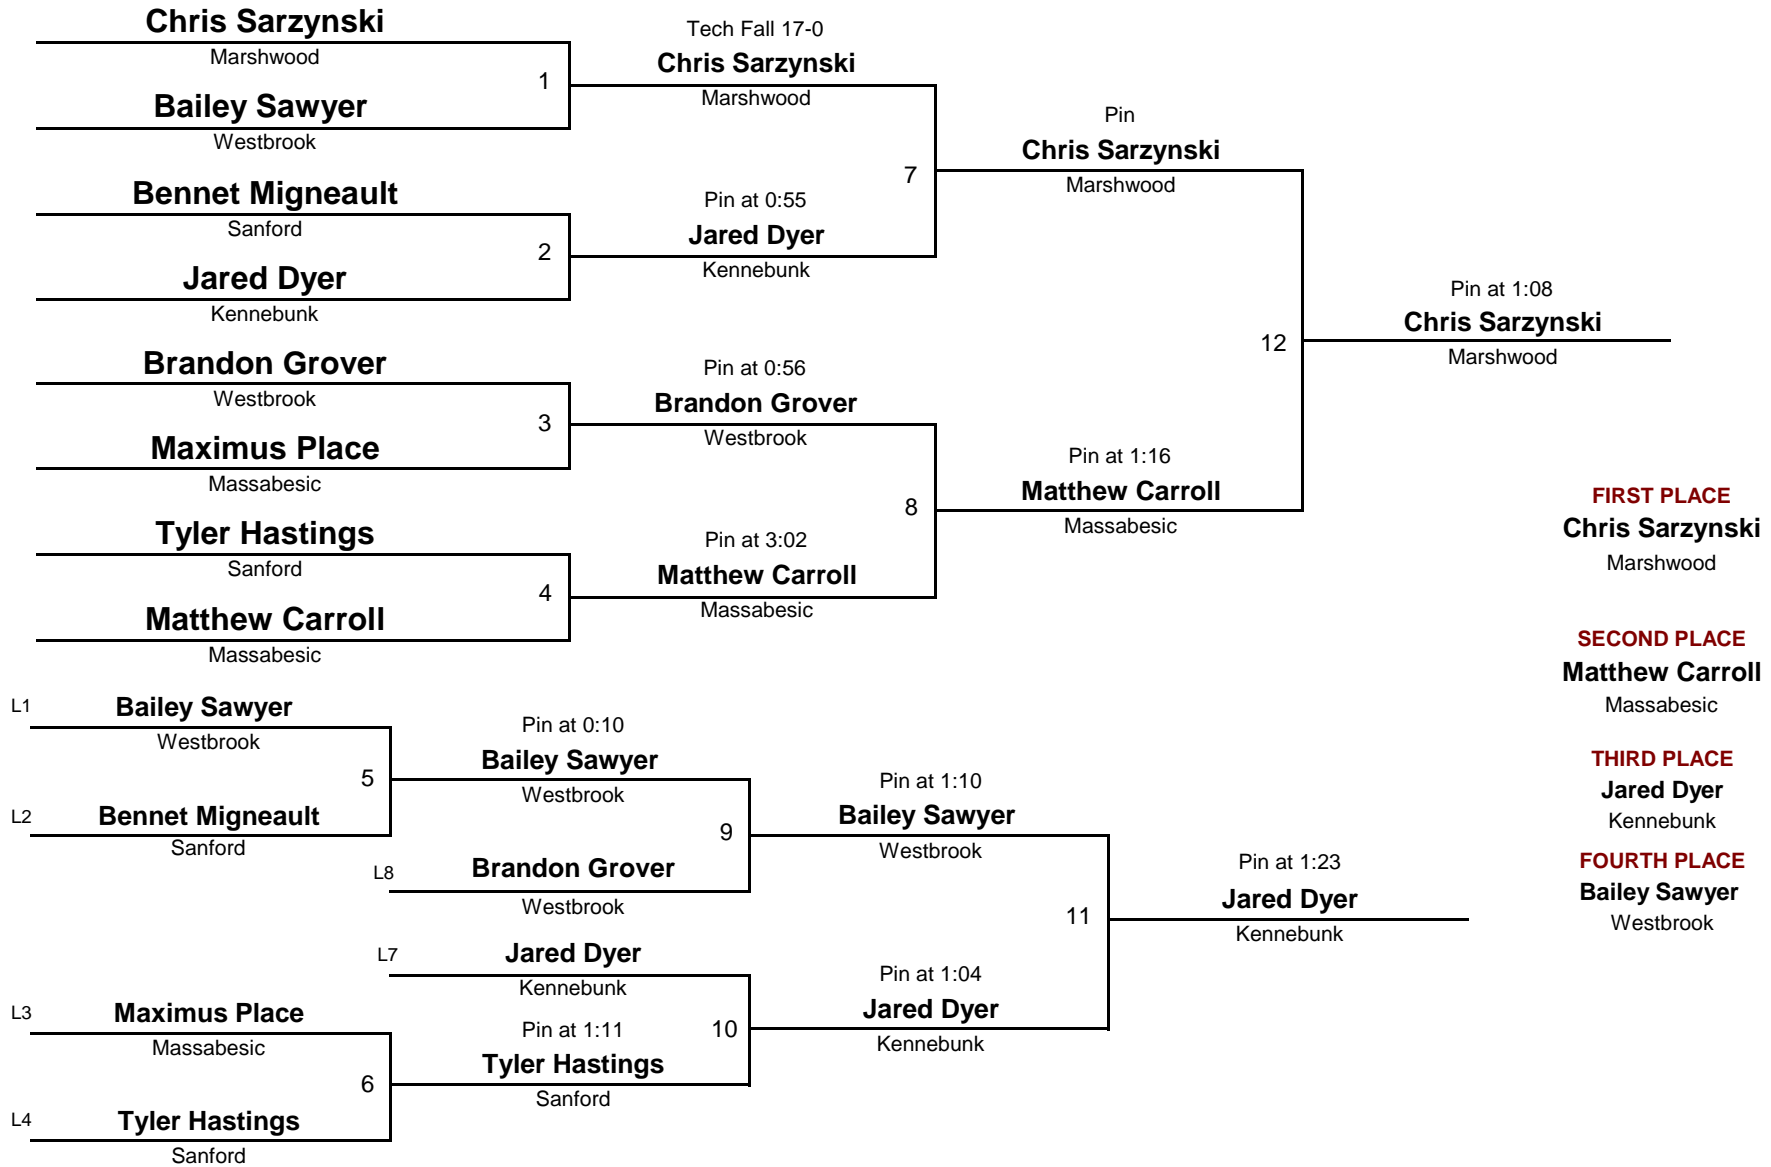 Chris Sarzynski
Marshwood
1
Bailey Sawyer
Westbrook
Bennet Migneault
Sanford
2
Jared Dyer
Kennebunk
Brandon Grover
Westbrook
3
Maximus Place
Massabesic
Tyler Hastings
Sanford
4
Matthew Carroll
Massabesic
Tech Fall 17-0
Chris Sarzynski
Marshwood
7
Pin at 0:55
Jared Dyer
Kennebunk
Pin at 0:56
Brandon Grover
Westbrook
8
Pin at 3:02
Matthew Carroll
Massabesic
Pin
Chris Sarzynski
Marshwood
12
Pin at 1:16
Matthew Carroll
Massabesic
Pin at 1:08
Chris Sarzynski
Marshwood
FIRST PLACE
Chris Sarzynski
Marshwood
SECOND PLACE
Matthew Carroll
Massabesic
THIRD PLACE
Jared Dyer
Kennebunk
FOURTH PLACE
Bailey Sawyer
Westbrook
L1
Bailey Sawyer
Westbrook
5
L2
Bennet Migneault
Sanford
L3
Maximus Place
Massabesic
6
L4
Tyler Hastings
Sanford
Pin at 0:10
Bailey Sawyer
Westbrook
9
L8
Brandon Grover
Westbrook
L7
Jared Dyer
Kennebunk
10
Pin at 1:11
Tyler Hastings
Sanford
Pin at 1:10
Bailey Sawyer
Westbrook
11
Pin at 1:04
Jared Dyer
Kennebunk
Pin at 1:23
Jared Dyer
Kennebunk